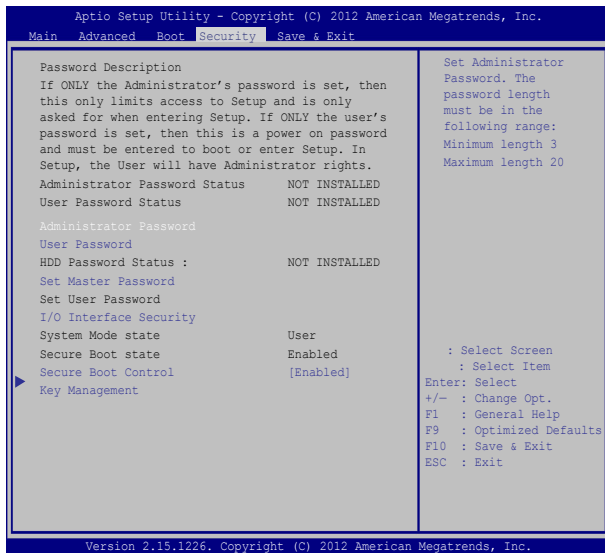 Aptio Setup Utility - Copyright (C) 2012 American Megatrends, Inc.
Main Advanced Boot Security Save & Exit
Password Description
If ONLY the Administrator's password is set, then
this only limits access to Setup and is only
asked for when entering Setup. If ONLY the user's
password is set, then this is a power on password
and must be entered to boot or enter Setup. In
Setup, the User will have Administrator rights.
Administrator Password Status NOT INSTALLED
User Password Status NOT INSTALLED
Administrator Password
User Password
HDD Password Status : NOT INSTALLED
Set Master Password
Set User Password
I/O Interface Security
System Mode state User
Secure Boot state Enabled
Secure Boot Control [Enabled]
Key Management
Set Administrator
Password. The
password length
must be in the
following range:
Minimum length 3
Maximum length 20
: Select Screen
: Select Item
Enter: Select
+/— : Change Opt.
F1 : General Help
F9 : Optimized Defaults
F10 : Save & Exit
ESC : Exit
Version 2.15.1226. Copyright (C) 2012 American Megatrends, Inc.